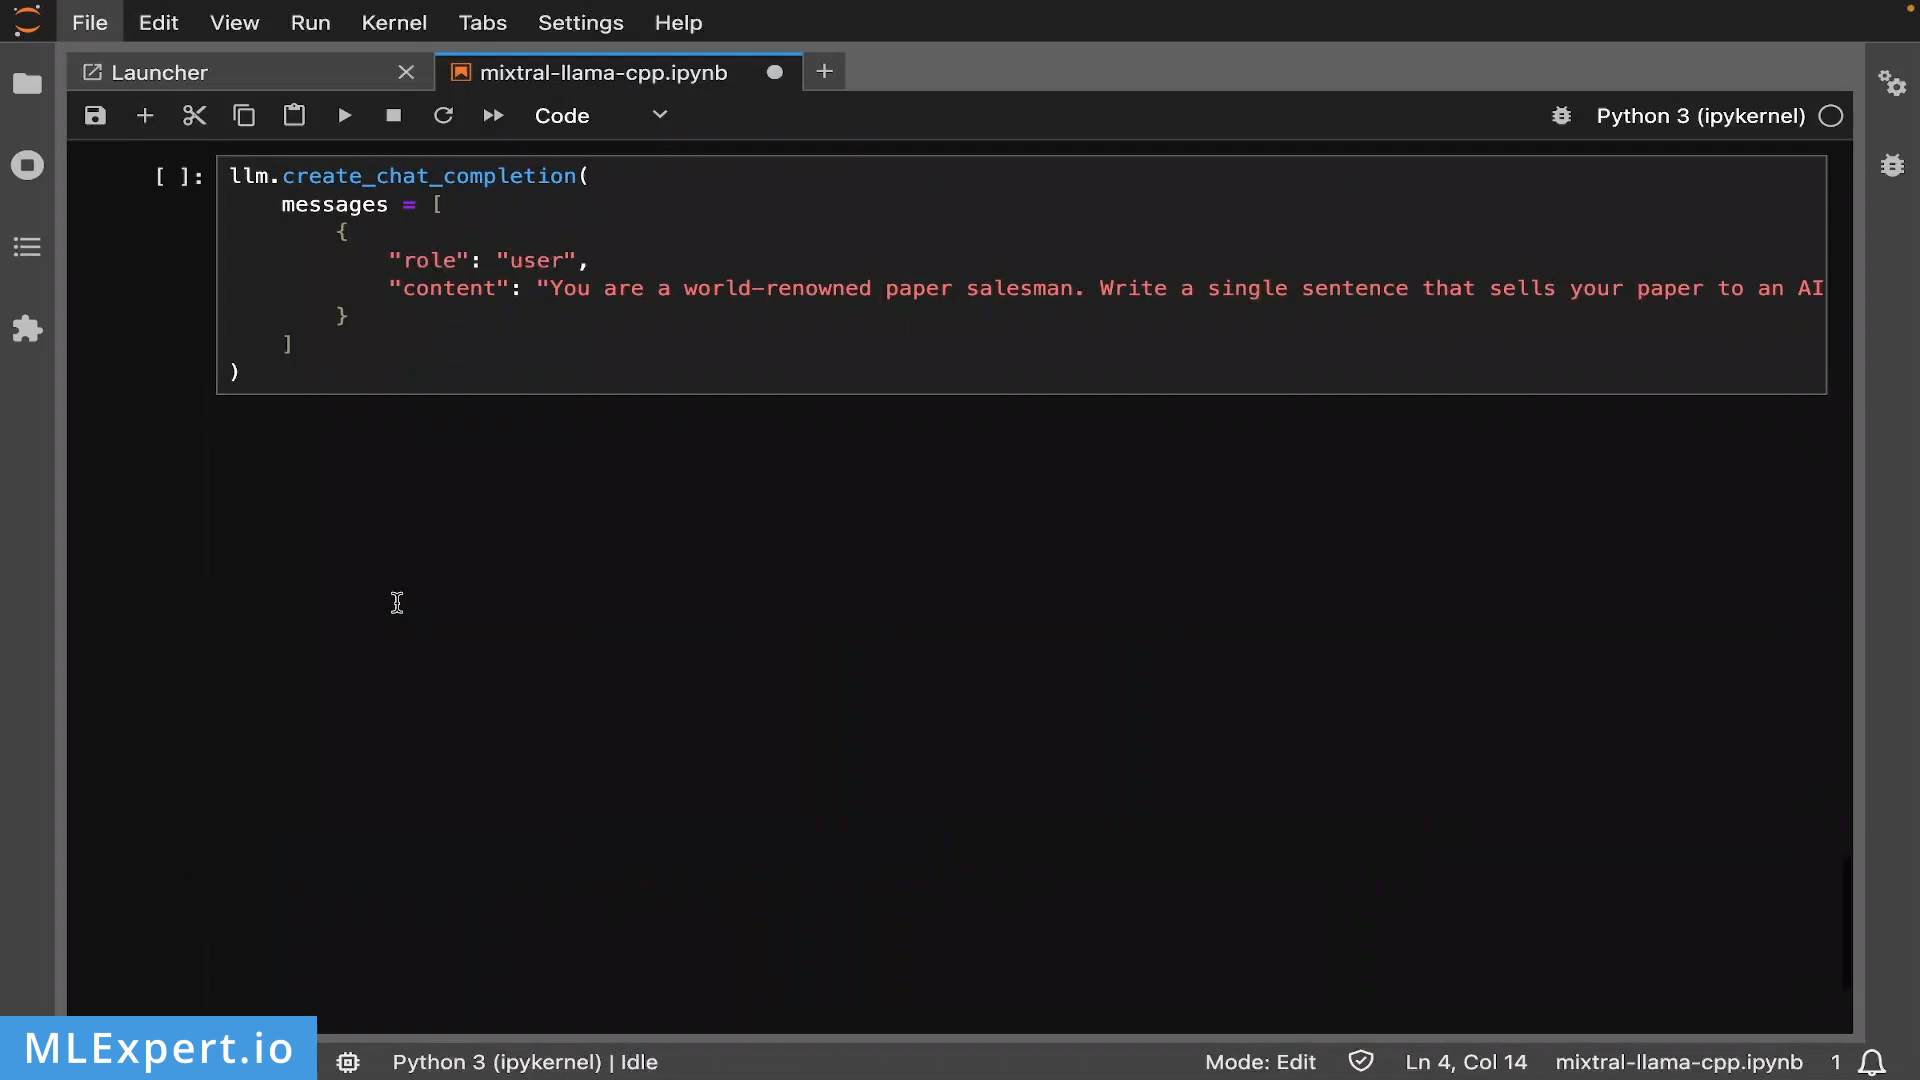 File Edit View Run Kernel Tabs Settings Help
Launcher mixtral-llama-cpp.ipynb
Code Python 3 (ipykernel)
[ ]: llm.create_chat_completion(
messages = [
{
"role": "user",
"content": "You are a world-renowned paper salesman. Write a single sentence that sells your paper to an AI
}
]
)
MLExpert.io
Python 3 (ipykernel) | Idle Mode: Edit Ln 4, Col 14 mixtral-llama-cpp.ipynb 1